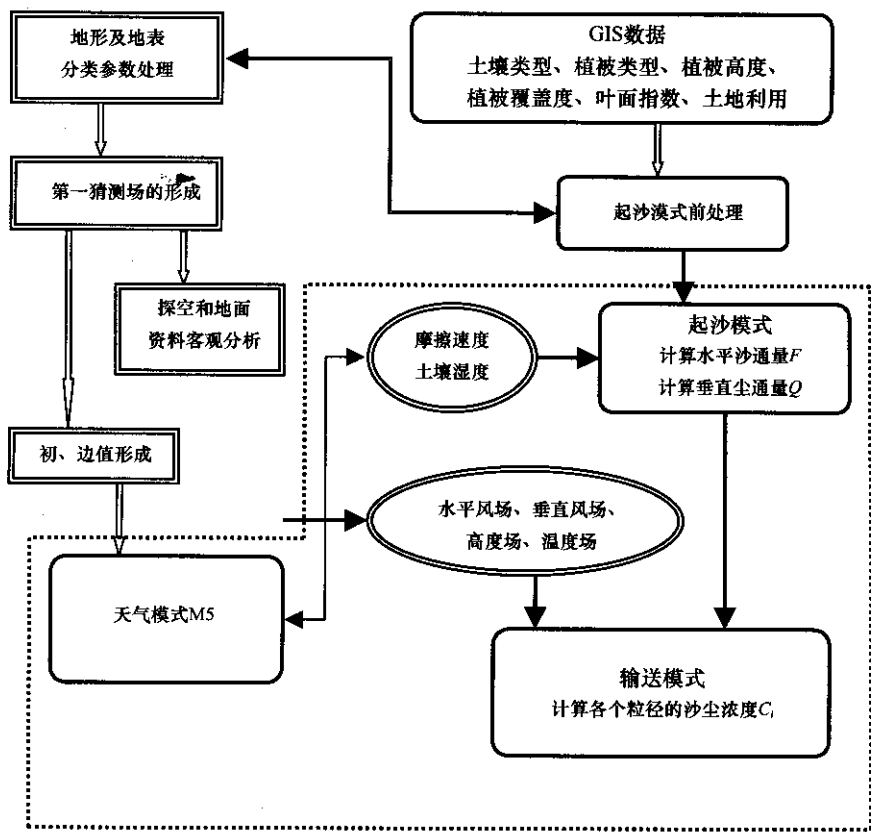 地形及地表
分类参数处理
GIS数据
土壤类型、植被类型、植被高度、
植被覆盖度、叶面指数、土地利用
第一猜测场的形成
起沙漠式前处理
探空和地面
资料客观分析
摩擦速度
土壤湿度
起沙模式
计算水平沙通量F
计算垂直尘通量Q
初、边值形成
水平风场、垂直风场、
高度场、温度场
天气模式M5
输送模式
计算各个粒径的沙尘浓度Cᵢ